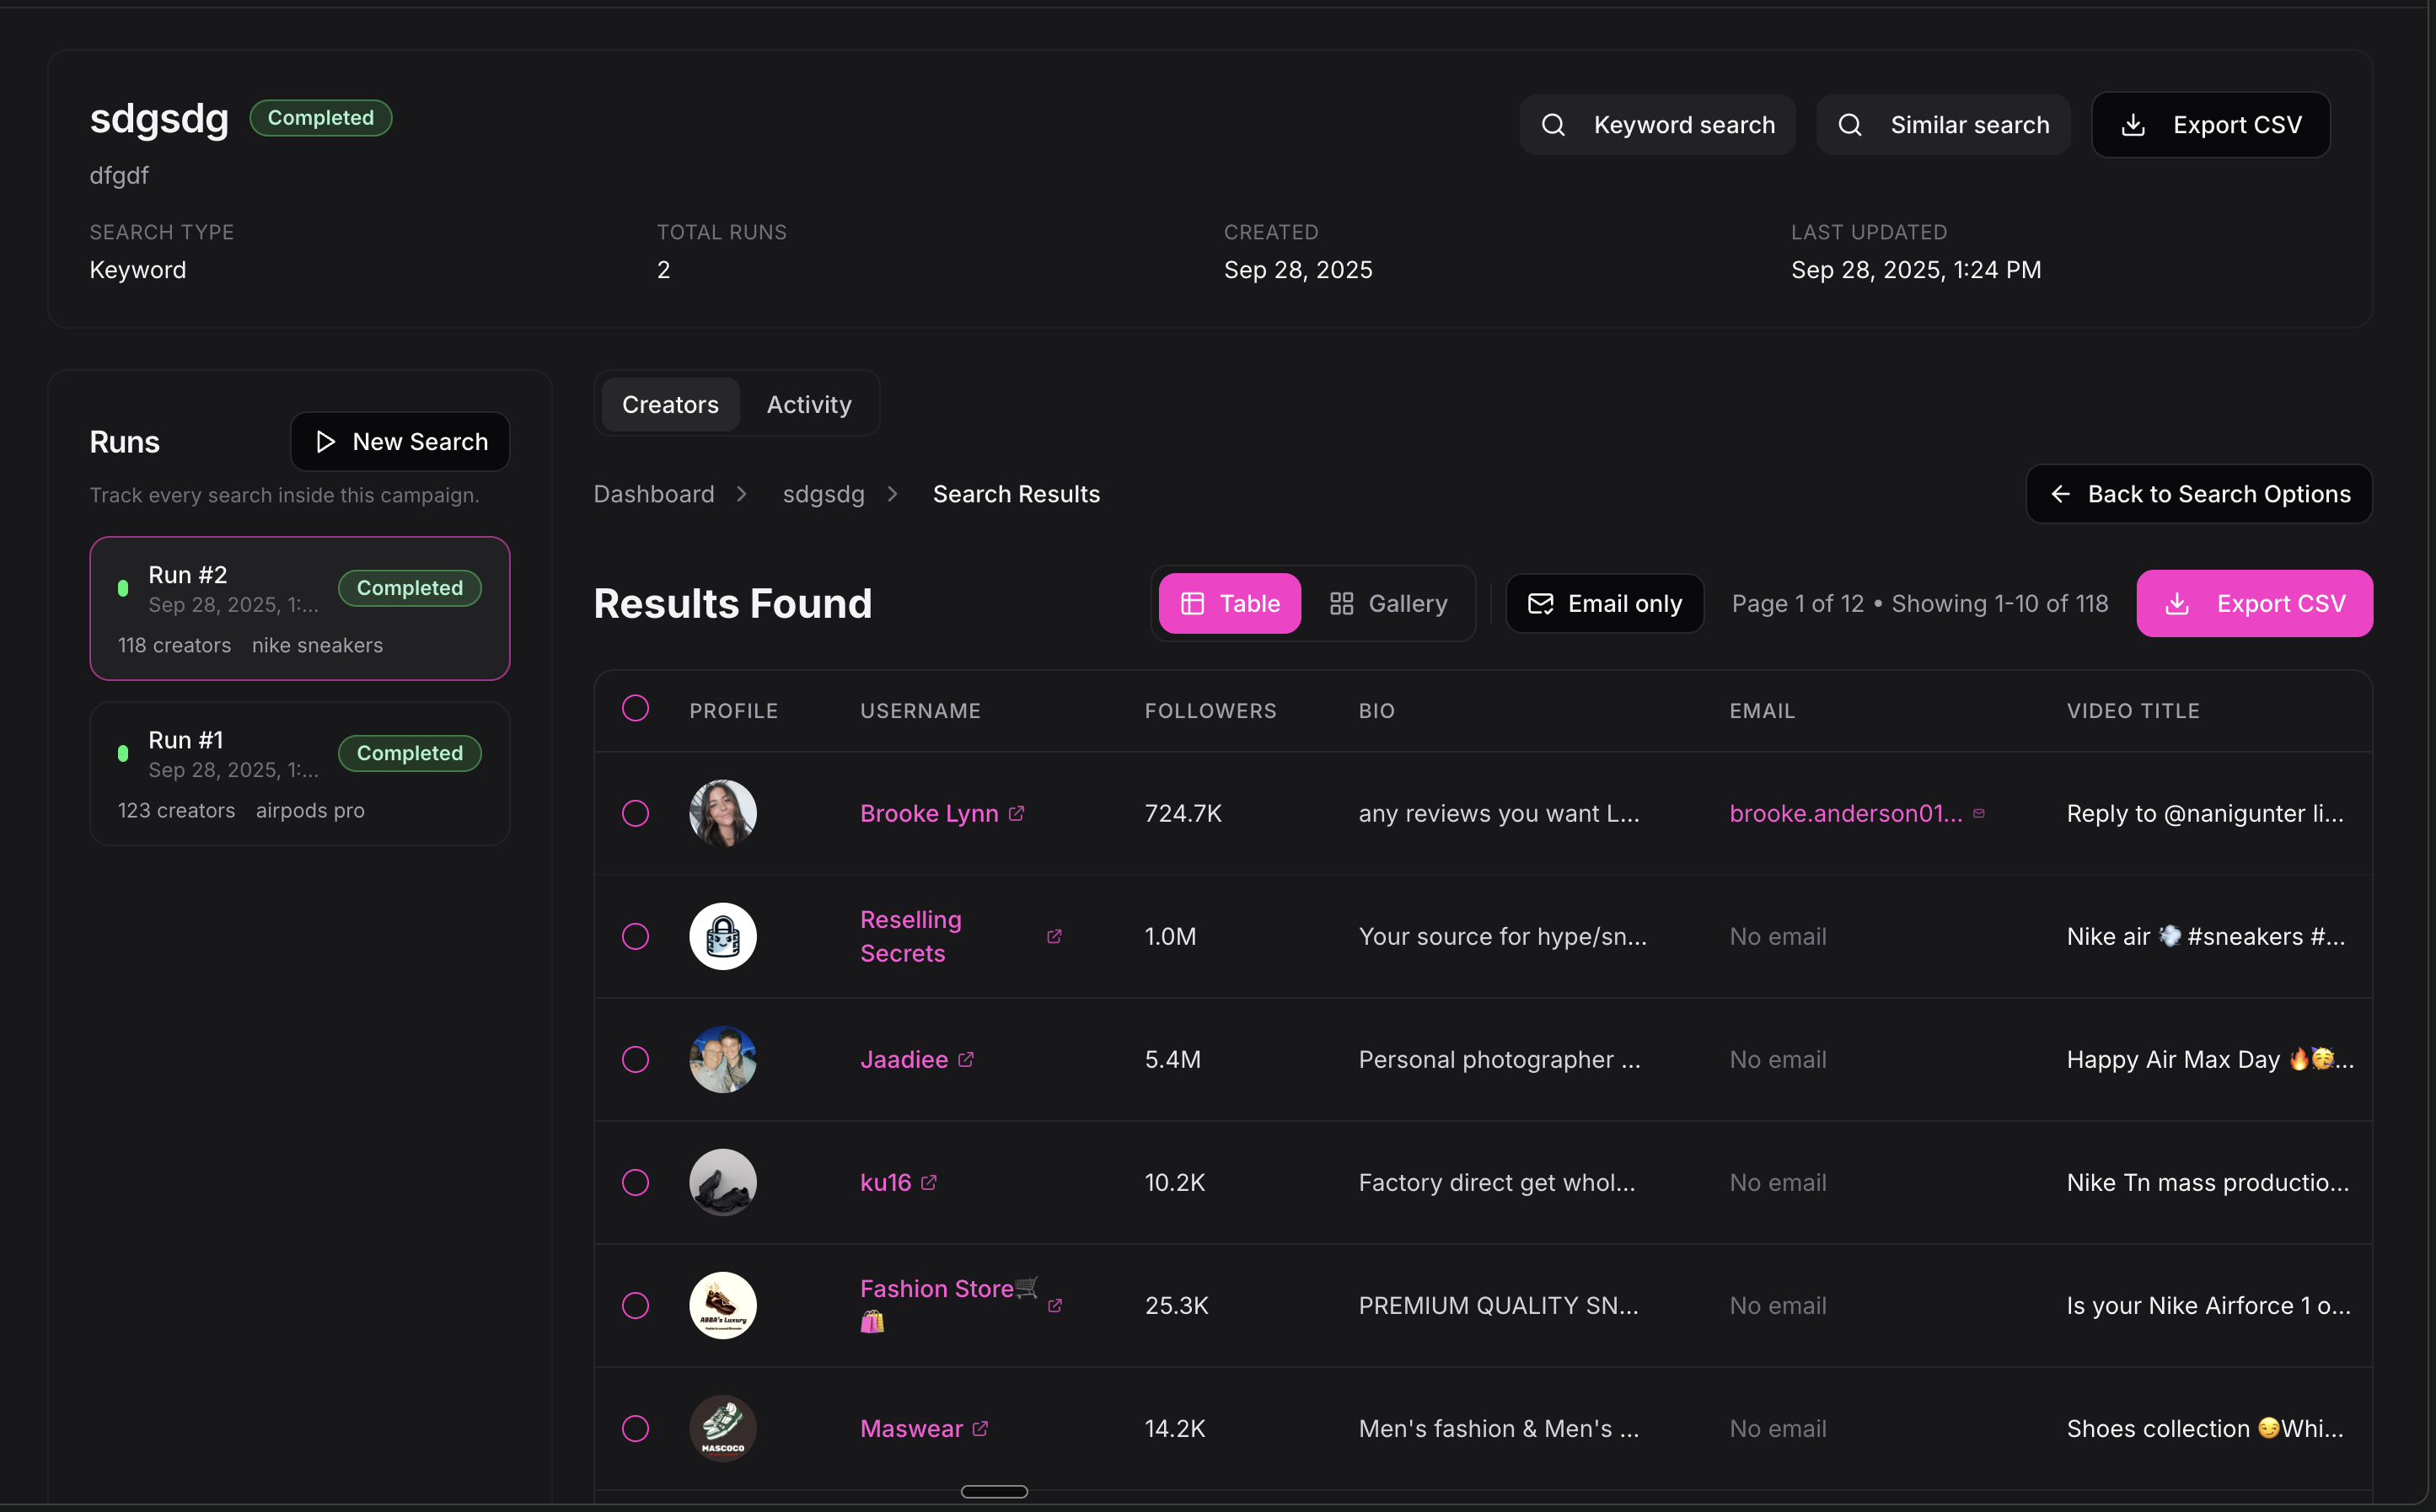 sdgsdg Completed
Keyword search Similar search Export CSV
dfgdf
SEARCH TYPE TOTAL RUNS CREATED LAST UPDATED
Keyword 2 Sep 28, 2025 Sep 28, 2025, 1:24 PM
Runs
New Search
Track every search inside this campaign.
Run #2
Sep 28, 2025, 1:...
Completed
118 creators nike sneakers
Run #1
Sep 28, 2025, 1:...
Completed
123 creators airpods pro
Creators Activity
Dashboard sdgsdg Search Results
Back to Search Options
Results Found
Table Gallery Email only Page 1 of 12 • Showing 1-10 of 118 Export CSV
PROFILE USERNAME FOLLOWERS BIO EMAIL VIDEO TITLE
Brooke Lynn 724.7K any reviews you want L... brooke.anderson01... Reply to @nanigunter li...
Reselling
Secrets
1.0M Your source for hype/sn... No email Nike air 💨 #sneakers #...
Jaadiee 5.4M Personal photographer ... No email Happy Air Max Day 🔥🥳...
ku16 10.2K Factory direct get whol... No email Nike Tn mass productio...
ABBA's Luxury
Fashion Store🛒
🛍️
25.3K PREMIUM QUALITY SN... No email Is your Nike Airforce 1 o...
MASCOCO
Maswear 14.2K Men's fashion & Men's ... No email Shoes collection 😏Whi...